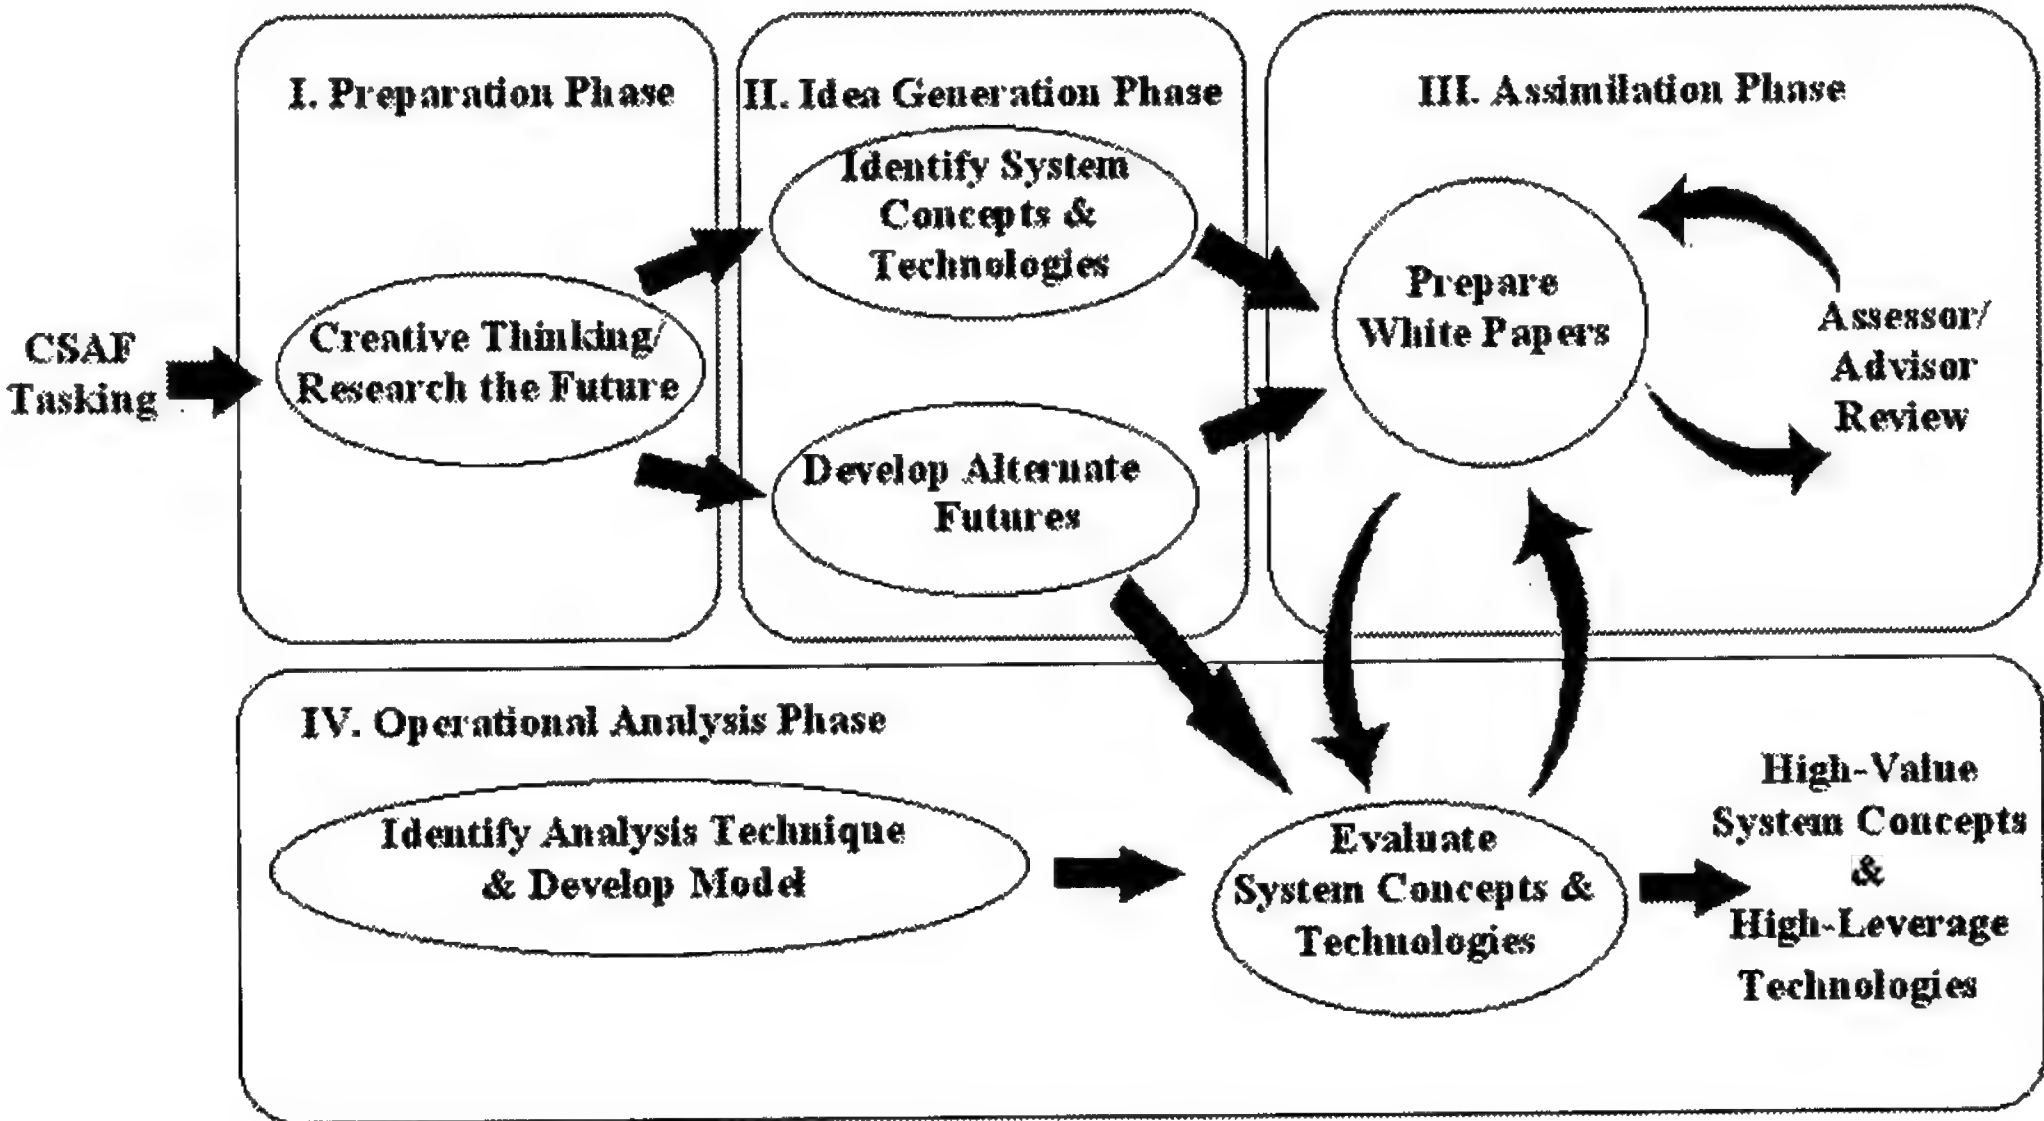 I. Preparation Phase
II. Idea Generation Phase
III. Assimilation Phase
CSAF
Tasking
Creative Thinking/
Research the Future
Identify System
Concepts &
Technologies
Develop Alternate
Futures
Prepare
White Papers
Assessor/
Advisor
Review
IV. Operational Analysis Phase
Identify Analysis Technique
& Develop Model
Evaluate
System Concepts &
Technologies
High-Value
System Concepts
&
High-Leverage
Technologies